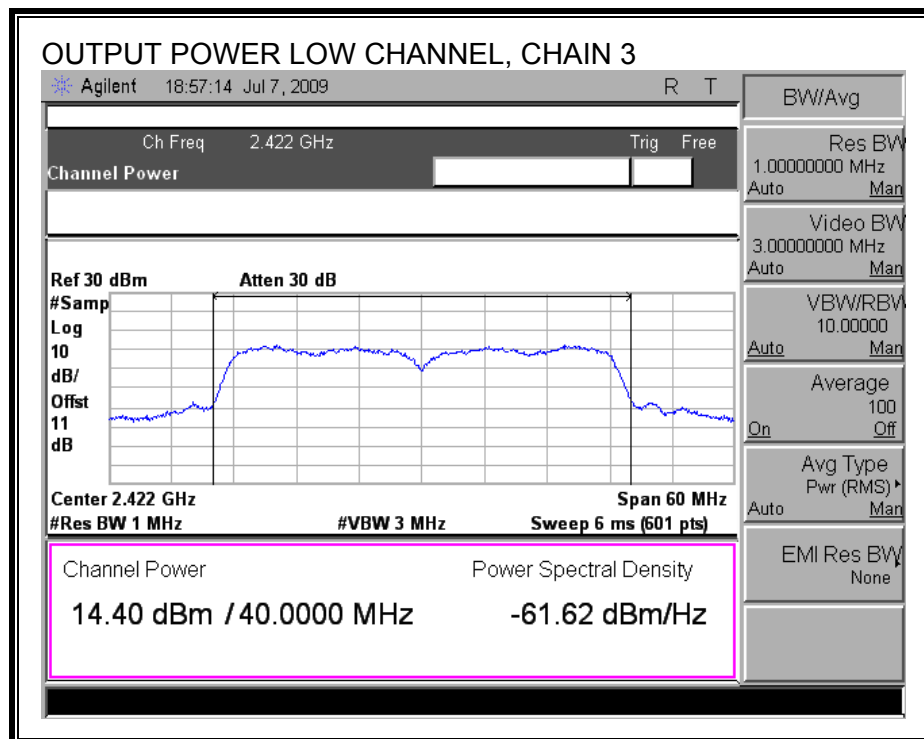 OUTPUT POWER LOW CHANNEL, CHAIN 3
Agilent 18:57:14 Jul 7, 2009 R T
Ch Freq 2.422 GHz Trig Free
Channel Power
Ref 30 dBm Atten 30 dB
#Samp
Log
10
dB/
Offst
11
dB
Center 2.422 GHz Span 60 MHz
#Res BW 1 MHz #VBW 3 MHz Sweep 6 ms (601 pts)
Channel Power Power Spectral Density
14.40 dBm / 40.0000 MHz -61.62 dBm/Hz
BW/Avg
Res BW
1.00000000 MHz
Auto Man
Video BW
3.00000000 MHz
Auto Man
VBW/RBW
10.00000
Auto Man
Average
100
On Off
Avg Type
Pwr (RMS)
Auto Man
EMI Res BW
None